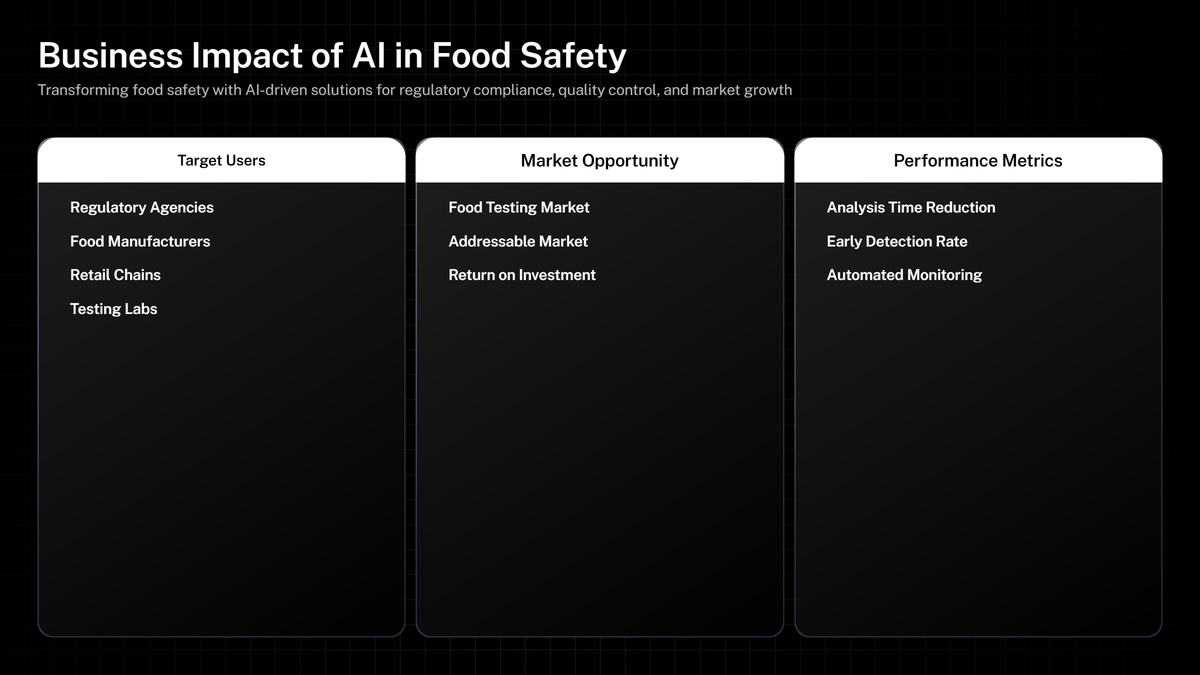 Business Impact of AI in Food Safety
Transforming food safety with AI-driven solutions for regulatory compliance, quality control, and market growth
Target Users
Regulatory Agencies
Food Manufacturers
Retail Chains
Testing Labs
Market Opportunity
Food Testing Market
Addressable Market
Return on Investment
Performance Metrics
Analysis Time Reduction
Early Detection Rate
Automated Monitoring